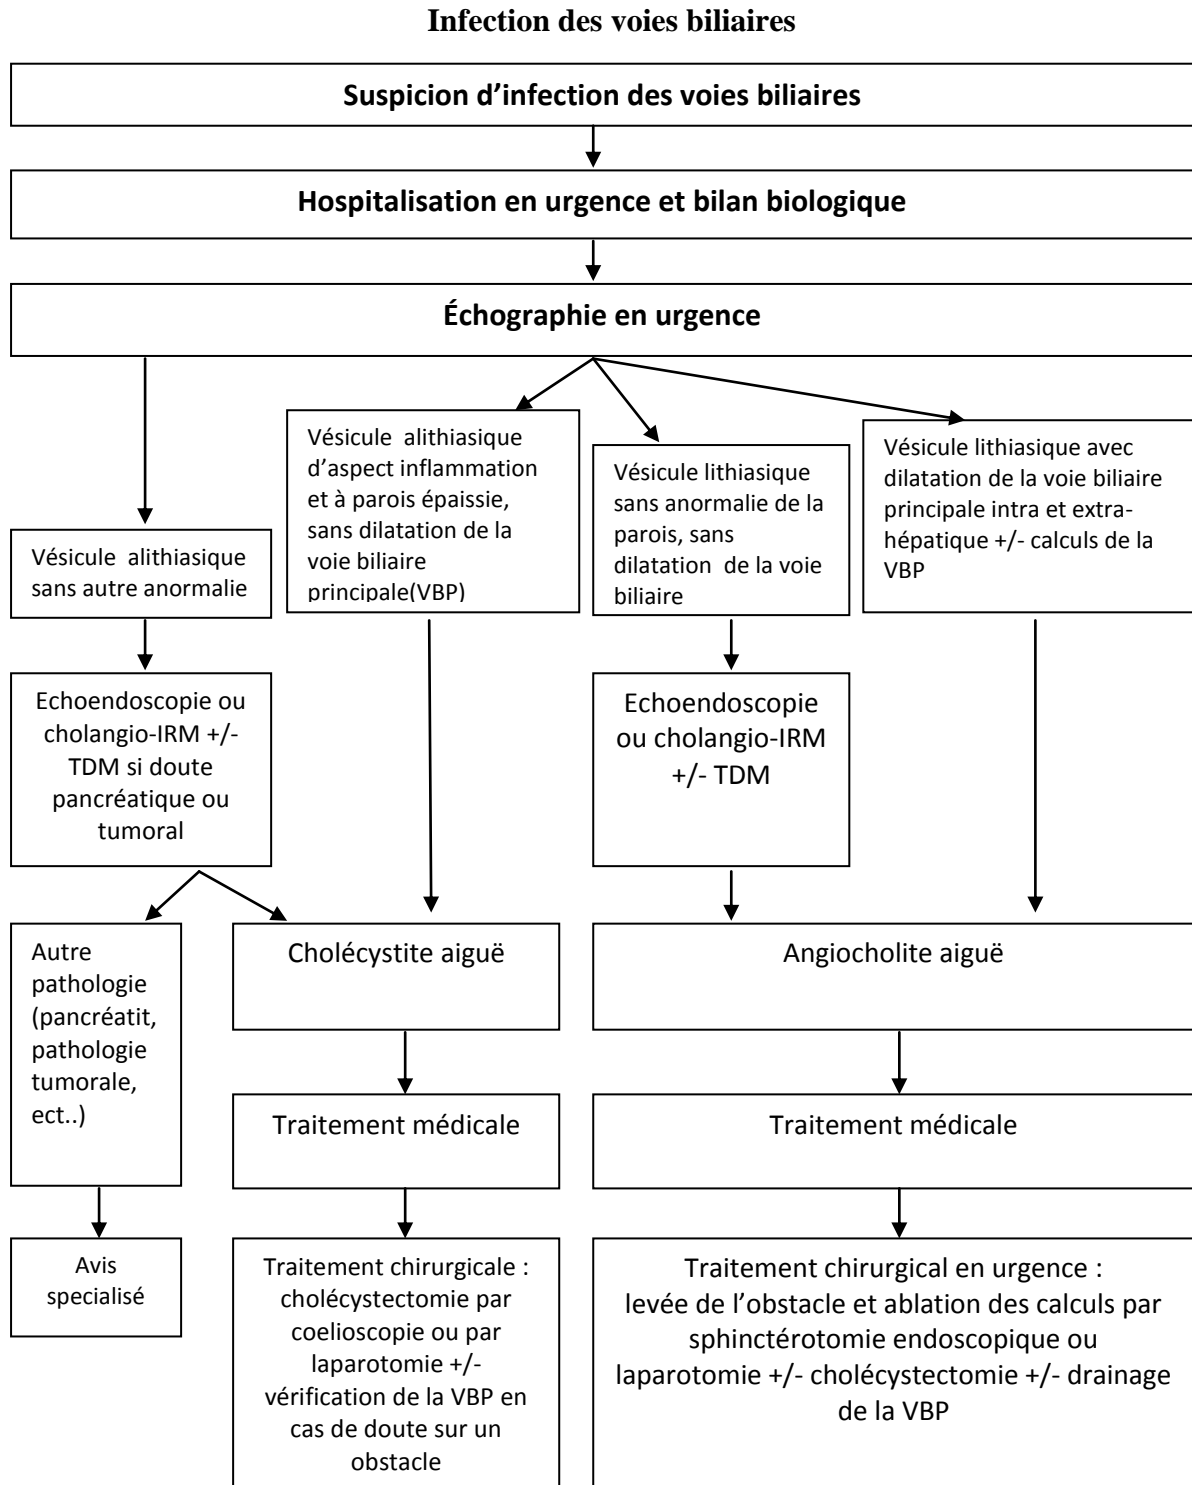 Infection des voies biliaires
Suspicion d’infection des voies biliaires
Hospitalisation en urgence et bilan biologique
Échographie en urgence
Vésicule alithiasique
sans autre anormalie
Vésicule alithiasique
d’aspect inflammation
et à parois épaissie,
sans dilatation de la
voie biliaire
principale(VBP)
Vésicule lithiasique
sans anormalie de la
parois, sans
dilatation de la voie
biliaire
Vésicule lithiasique avec
dilatation de la voie biliaire
principale intra et extra-
hépatique +/- calculs de la
VBP
Echoendoscopie ou
cholangio-IRM +/-
TDM si doute
pancréatique ou
tumoral
Echoendoscopie
ou cholangio-IRM
+/- TDM
Autre
pathologie
(pancréatit,
pathologie
tumorale,
ect..)
Cholécystite aiguë
Angiocholite aiguë
Traitement médicale
Traitement médicale
Avis
specialisé
Traitement chirurgicale :
cholécystectomie par
coelioscopie ou par
laparotomie +/-
vérification de la VBP en
cas de doute sur un
obstacle
Traitement chirurgical en urgence :
levée de l’obstacle et ablation des calculs par
sphinctérotomie endoscopique ou
laparotomie +/- cholécystectomie +/- drainage
de la VBP